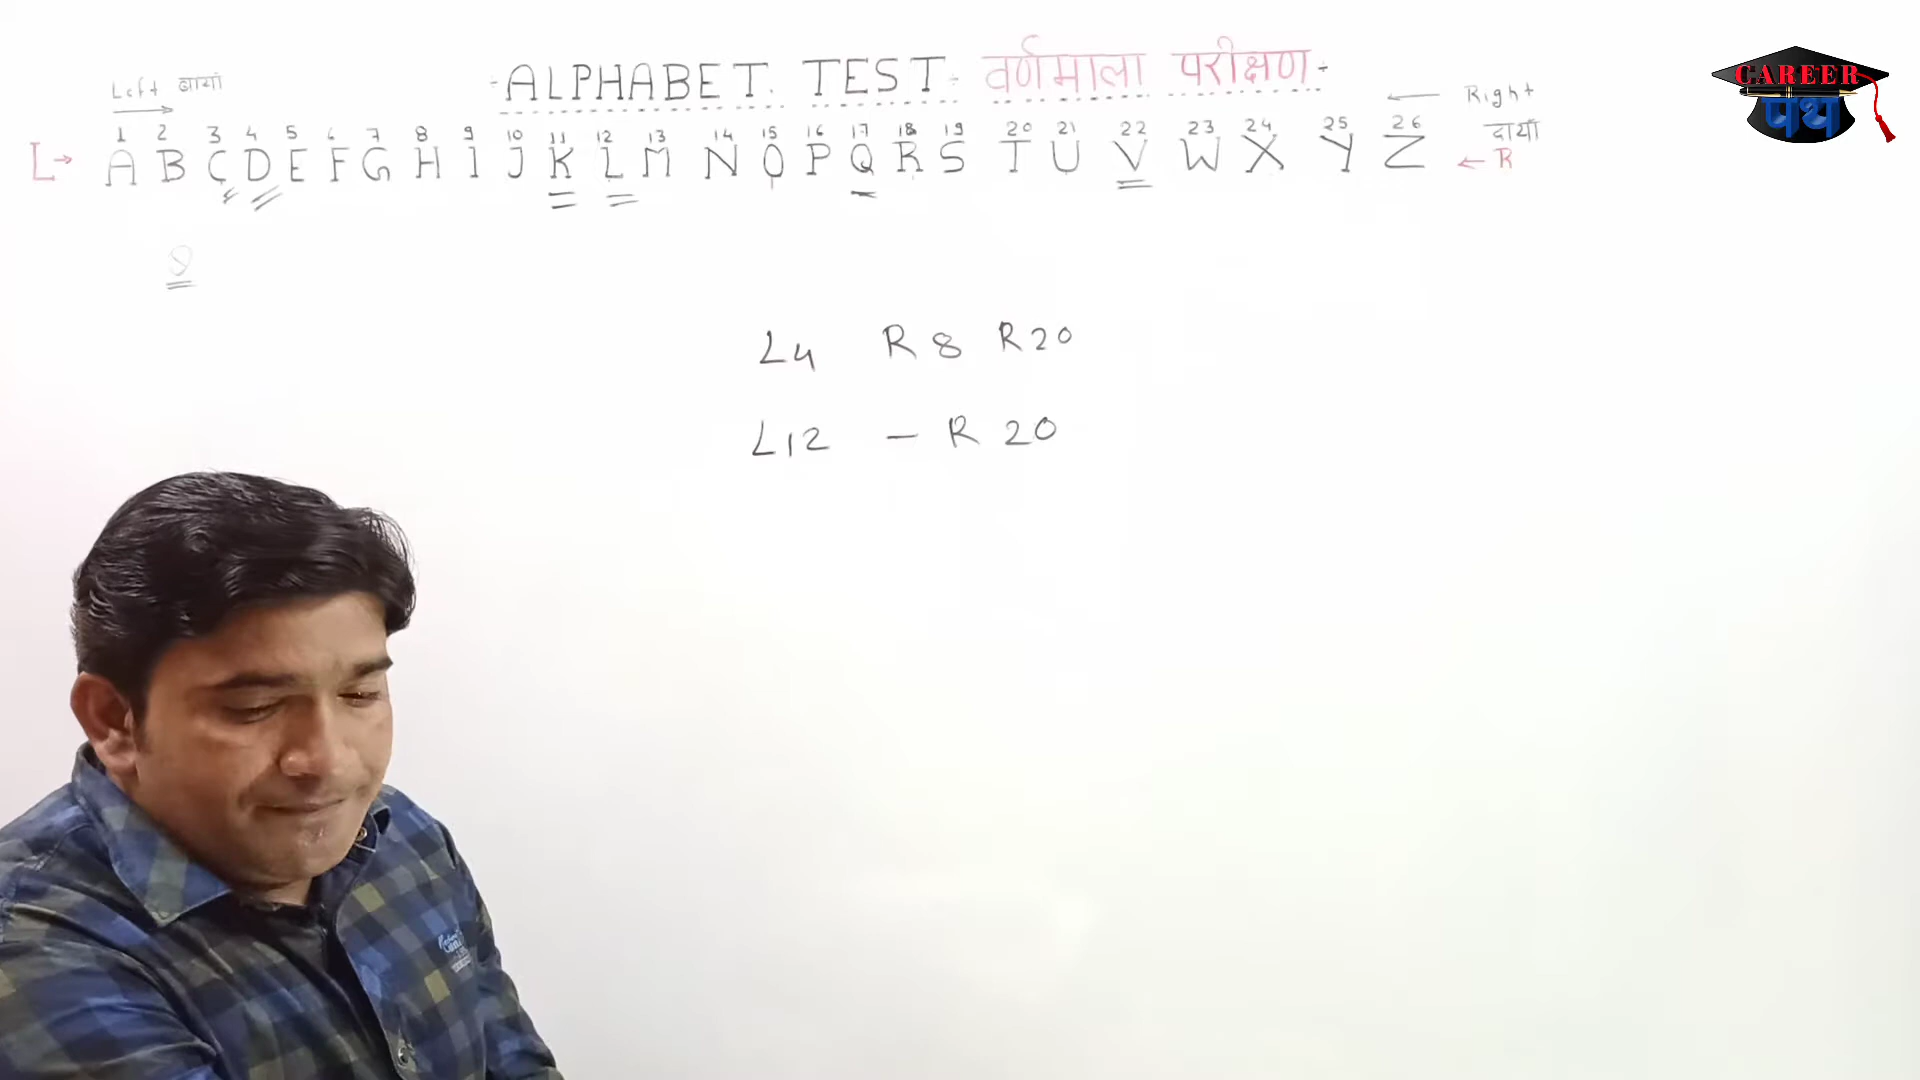 Left बायां
-ALPHABET. TEST- वर्णमाला परीक्षण-
CAREER
पथ
Right
दायाँ
1 2 3 4 5 6 7 8 9 10 11 12 13 14 15 16 17 18 19 20 21 22 23 24 25 26
L→ A B C D E F G H I J K L M N O P Q R S T U V W X Y Z ← R
L4 R 8 R20
L12 - R 20